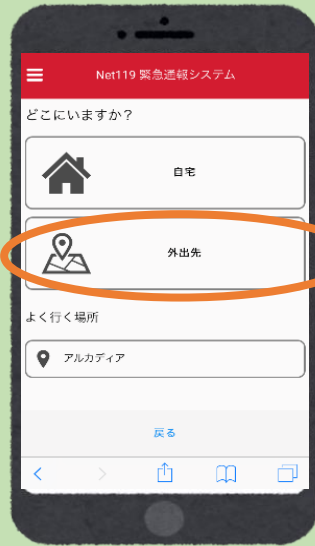 Net119 緊急通報システム
どこにいますか？
自宅
外出先
よく行く場所
アルカディア
戻る